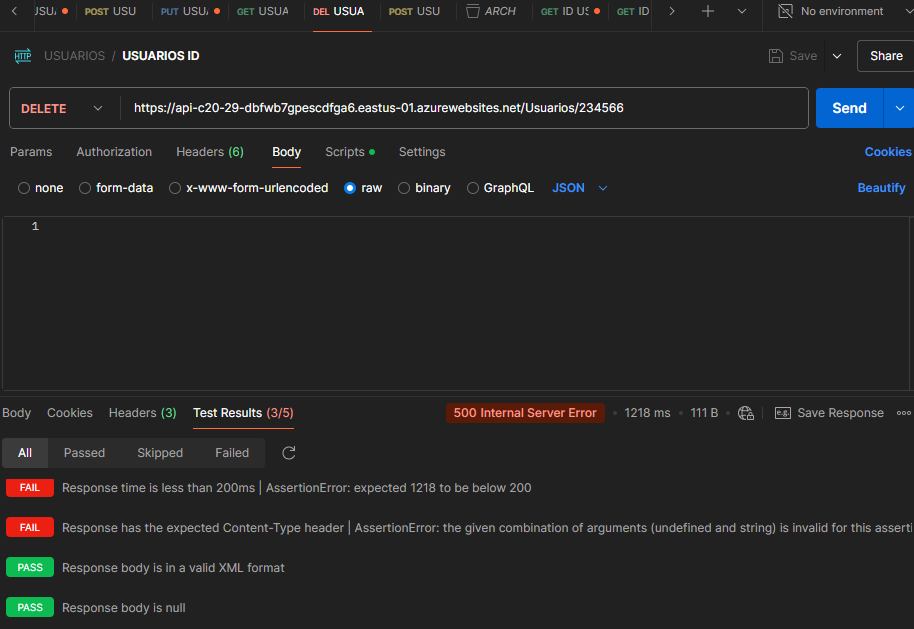 USUA POST USU PUT USUA GET USUA DEL USUA POST USU ARCH GET ID US GET ID No environment
HTTP USUARIOS / USUARIOS ID Save Share
DELETE https://api-c20-29-dbfwb7gpescdfga6.eastus-01.azurewebsites.net/Usuarios/234566 Send
Params Authorization Headers (6) Body Scripts Settings Cookies
none form-data x-www-form-urlencoded raw binary GraphQL JSON Beautify
1
Body Cookies Headers (3) Test Results (3/5) 500 Internal Server Error 1218 ms 111 B e.g. Save Response
All Passed Skipped Failed
FAIL Response time is less than 200ms | AssertionError: expected 1218 to be below 200
FAIL Response has the expected Content-Type header | AssertionError: the given combination of arguments (undefined and string) is invalid for this asserti
PASS Response body is in a valid XML format
PASS Response body is null